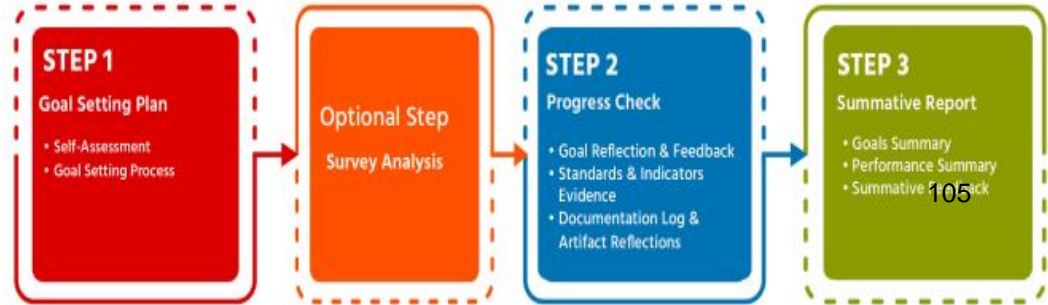 STEP 1
Goal Setting Plan
• Self-Assessment
• Goal Setting Process
Optional Step
Survey Analysis
STEP 2
Progress Check
• Goal Reflection & Feedback
• Standards & Indicators
Evidence
• Documentation Log &
Artifact Reflections
STEP 3
Summative Report
• Goals Summary
• Performance Summary
• Summative Feedback
105